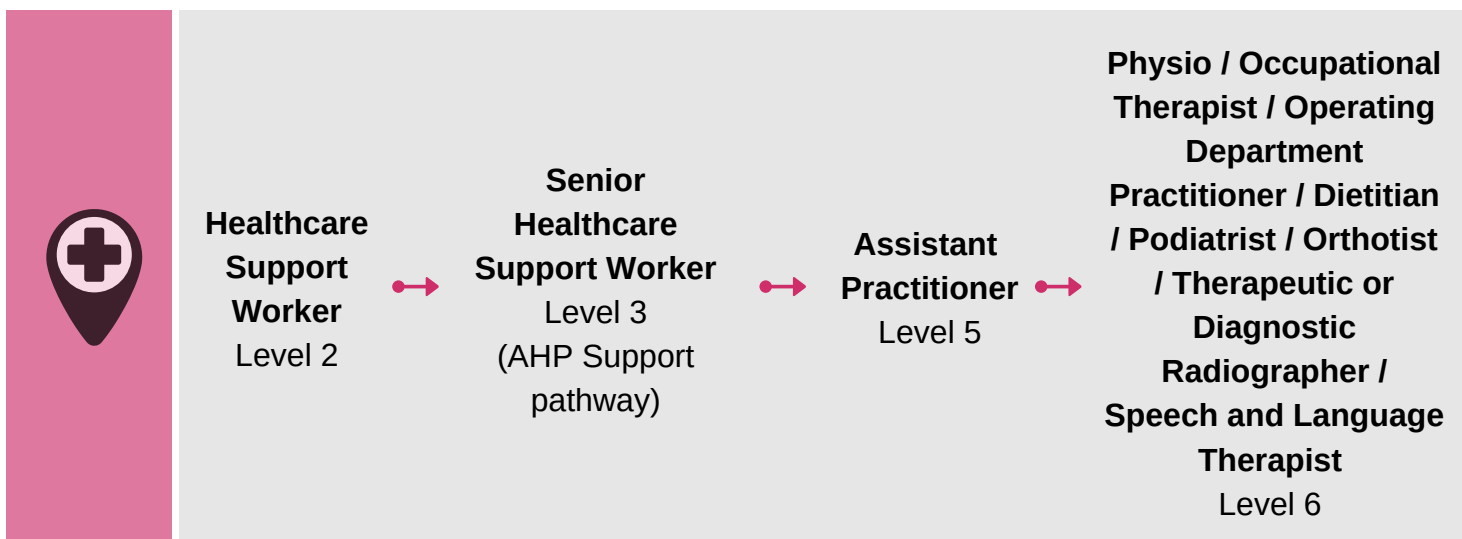 Healthcare
Support
Worker
Level 2
Senior
Healthcare
Support Worker
Level 3
(AHP Support
pathway)
Assistant
Practitioner
Level 5
Physio / Occupational
Therapist / Operating
Department
Practitioner / Dietitian
/ Podiatrist / Orthotist
/ Therapeutic or
Diagnostic
Radiographer /
Speech and Language
Therapist
Level 6